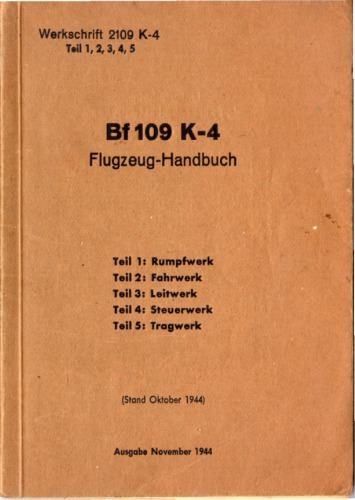 Werkschrift 2109 K-4
Teil 1, 2, 3, 4, 5
Bf 109 K-4
Flugzeug-Handbuch
Teil 1: Rumpfwerk
Teil 2: Fahrwerk
Teil 3: Leitwerk
Teil 4: Steuerwerk
Teil 5: Tragwerk
(Stand Oktober 1944)
Ausgabe November 1944